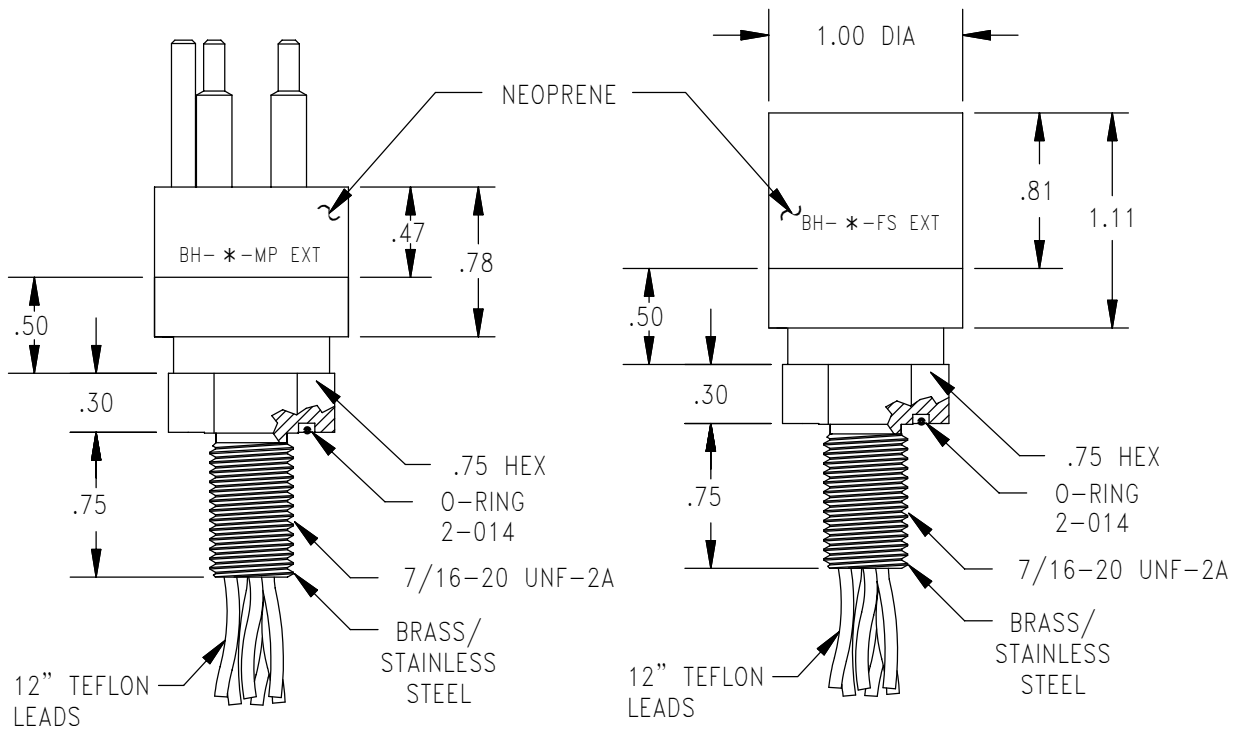 1.00 DIA
NEOPRENE
.47
.78
BH- * -MP EXT
.50
.30
.75
.75 HEX
O-RING
2-014
7/16-20 UNF-2A
BRASS/
STAINLESS
STEEL
12” TEFLON
LEADS
.81
1.11
BH- * -FS EXT
.50
.30
.75
.75 HEX
O-RING
2-014
7/16-20 UNF-2A
BRASS/
STAINLESS
STEEL
12” TEFLON
LEADS